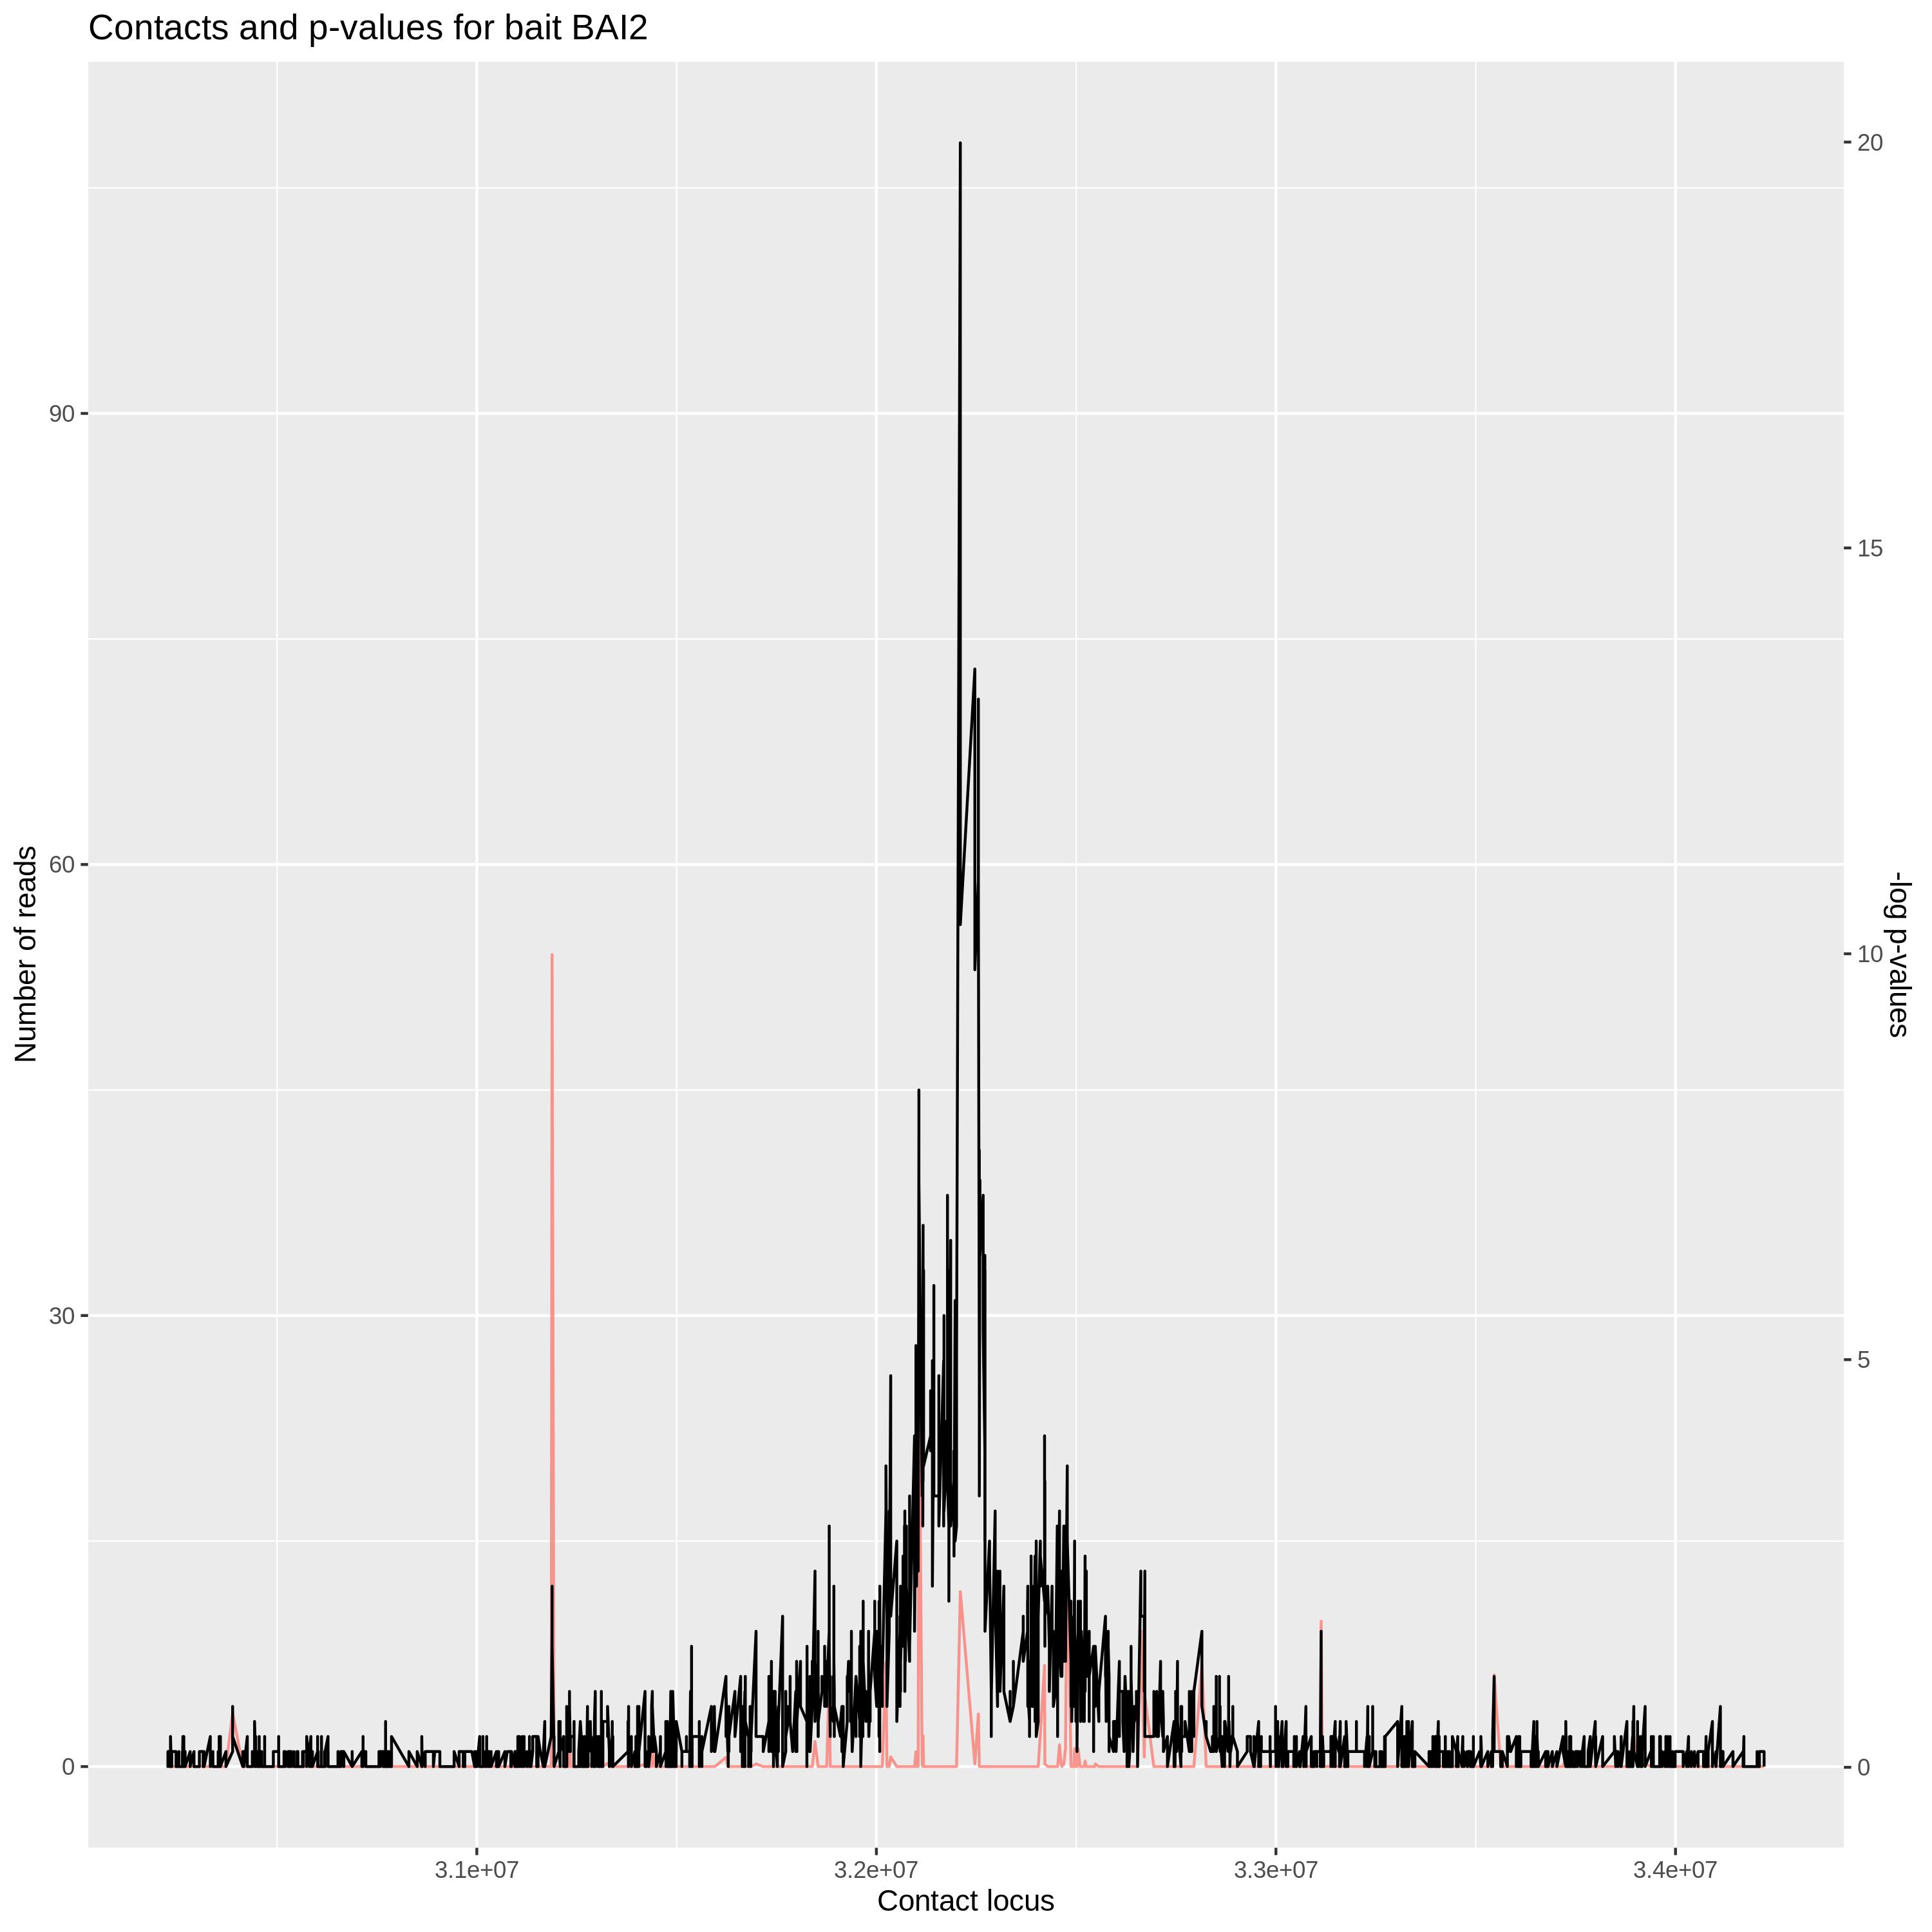 Contacts and p-values for bait BAI2
90
60
30
0
Number of reads
20
15
10
5
0
-log p-values
3.1e+07
3.2e+07
3.3e+07
3.4e+07
Contact locus